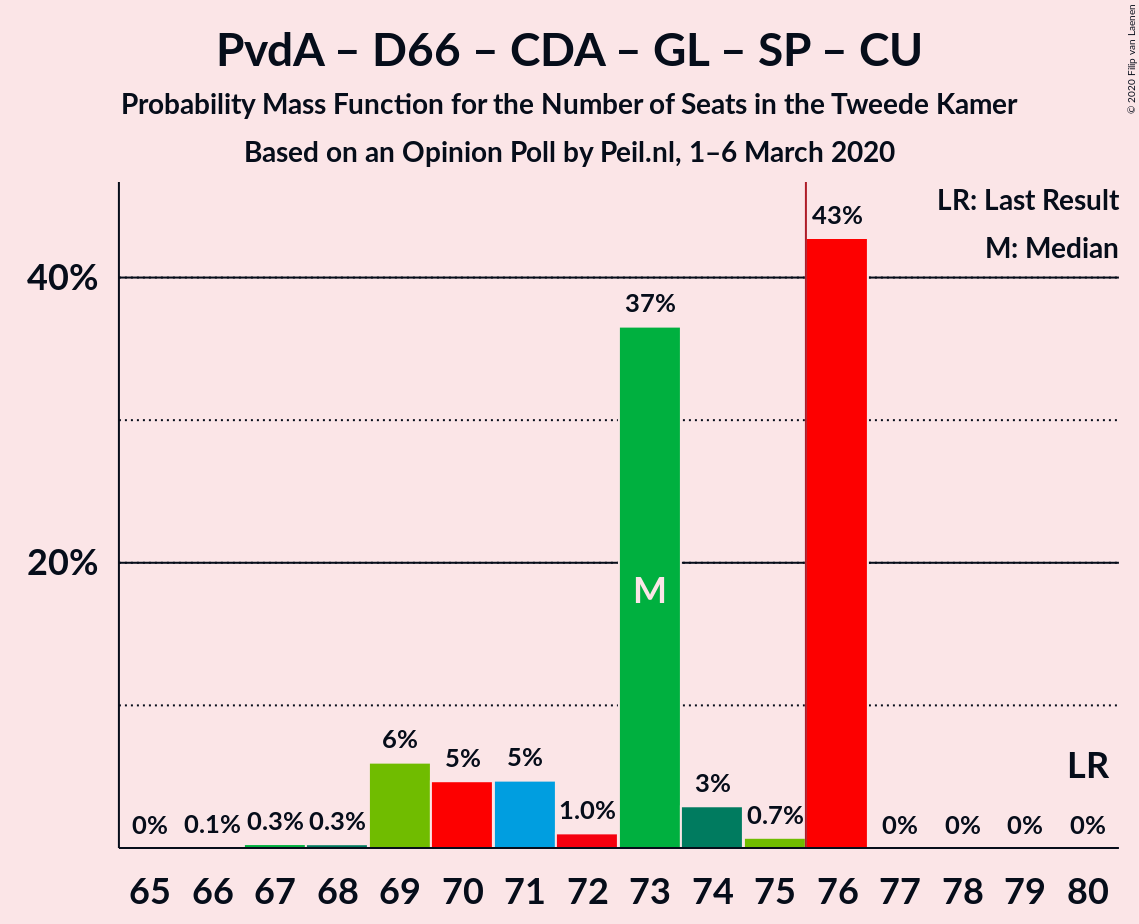 PvdA – D66 – CDA – GL – SP – CU
Probability Mass Function for the Number of Seats in the Tweede Kamer
Based on an Opinion Poll by Peil.nl, 1–6 March 2020
© 2020 Filip van Laenen
LR: Last Result
M: Median
40%
20%
0%
0.1%
0.3%
0.3%
6%
5%
5%
1.0%
37%
M
3%
0.7%
43%
0%
0%
0%
LR
0%
65 66 67 68 69 70 71 72 73 74 75 76 77 78 79 80